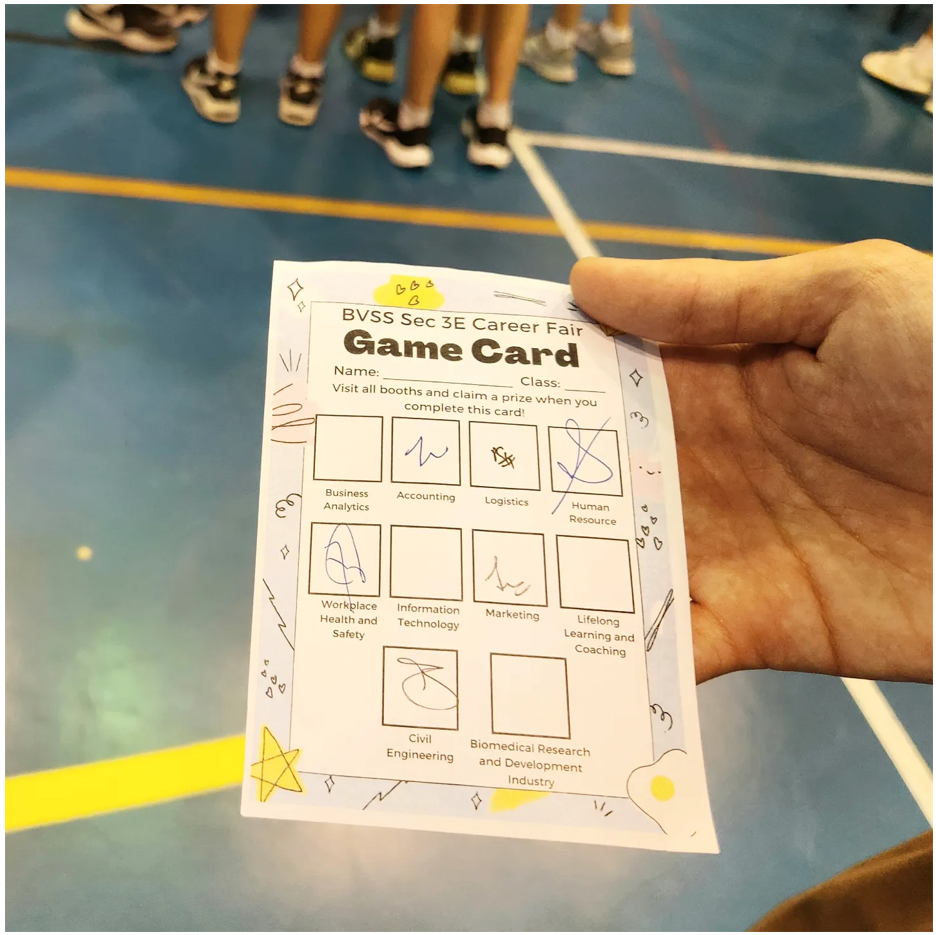 BVSS Sec 3E Career Fair
Game Card
Name: Class:
Visit all booths and claim a prize when you
complete this card!
Business
Analytics
Accounting
Logistics
Human
Resource
Workplace
Health and
Safety
Information
Technology
Marketing
Lifelong
Learning and
Coaching
Civil
Engineering
Biomedical Research
and Development
Industry